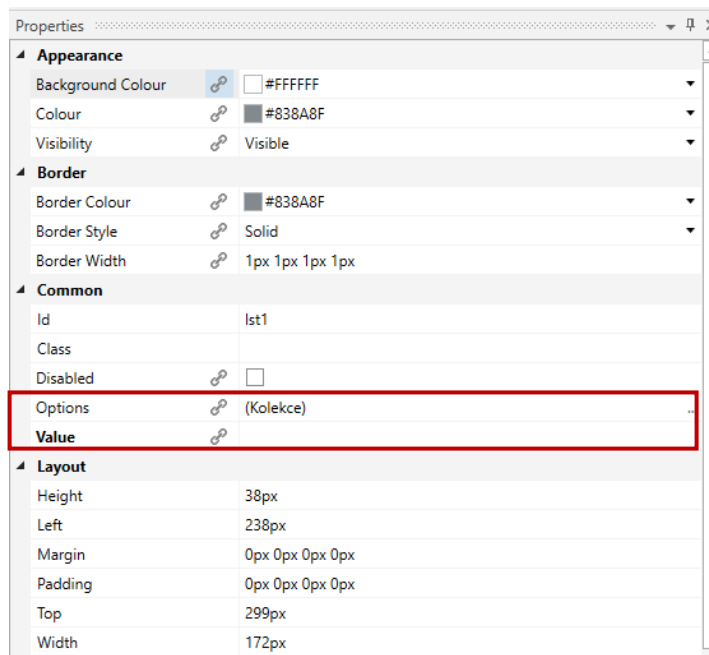 Properties
Appearance
Background Colour #FFFFFF
Colour #838A8F
Visibility Visible
Border
Border Colour #838A8F
Border Style Solid
Border Width 1px 1px 1px 1px
Common
Id lst1
Class
Disabled
Options (Kolekce) ..
Value
Layout
Height 38px
Left 238px
Margin 0px 0px 0px 0px
Padding 0px 0px 0px 0px
Top 299px
Width 172px